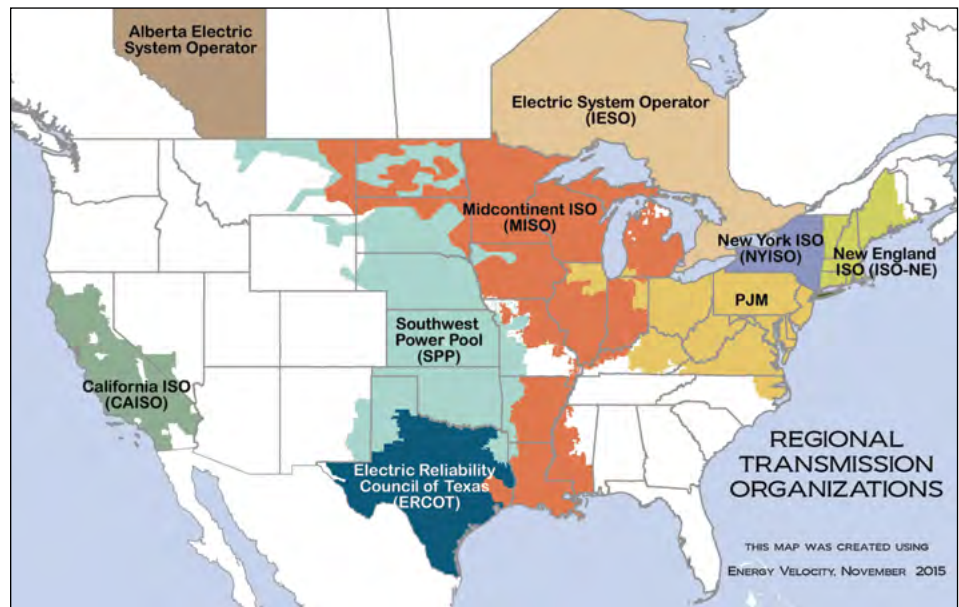 Alberta Electric
System Operator
Electric System Operator
(IESO)
Midcontinent ISO
(MISO)
New York ISO
(NYISO)
New England
ISO (ISO-NE)
PJM
Southwest
Power Pool
(SPP)
California ISO
(CAISO)
Electric Reliability
Council of Texas
(ERCOT)
REGIONAL
TRANSMISSION
ORGANIZATIONS
THIS MAP WAS CREATED USING
ENERGY VELOCITY, NOVEMBER 2015